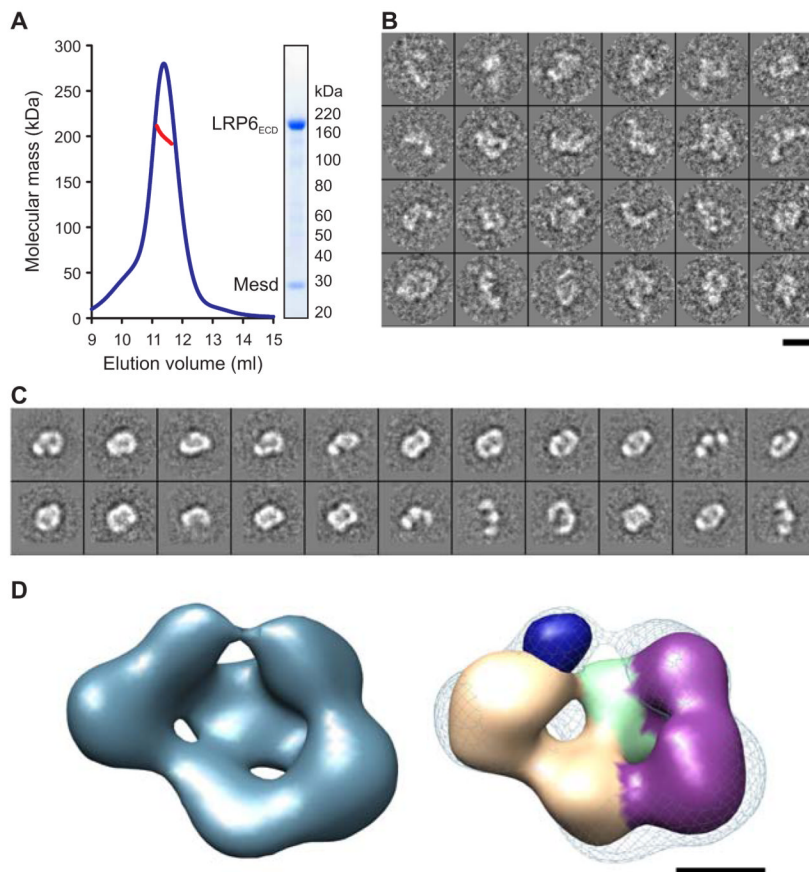 A
Molecular mass (kDa)
300
250
200
150
100
50
0
9 10 11 12 13 14 15
Elution volume (ml)
LRP6ECD
Mesd
kDa
220
160
100
80
60
50
40
30
20
B
C
D